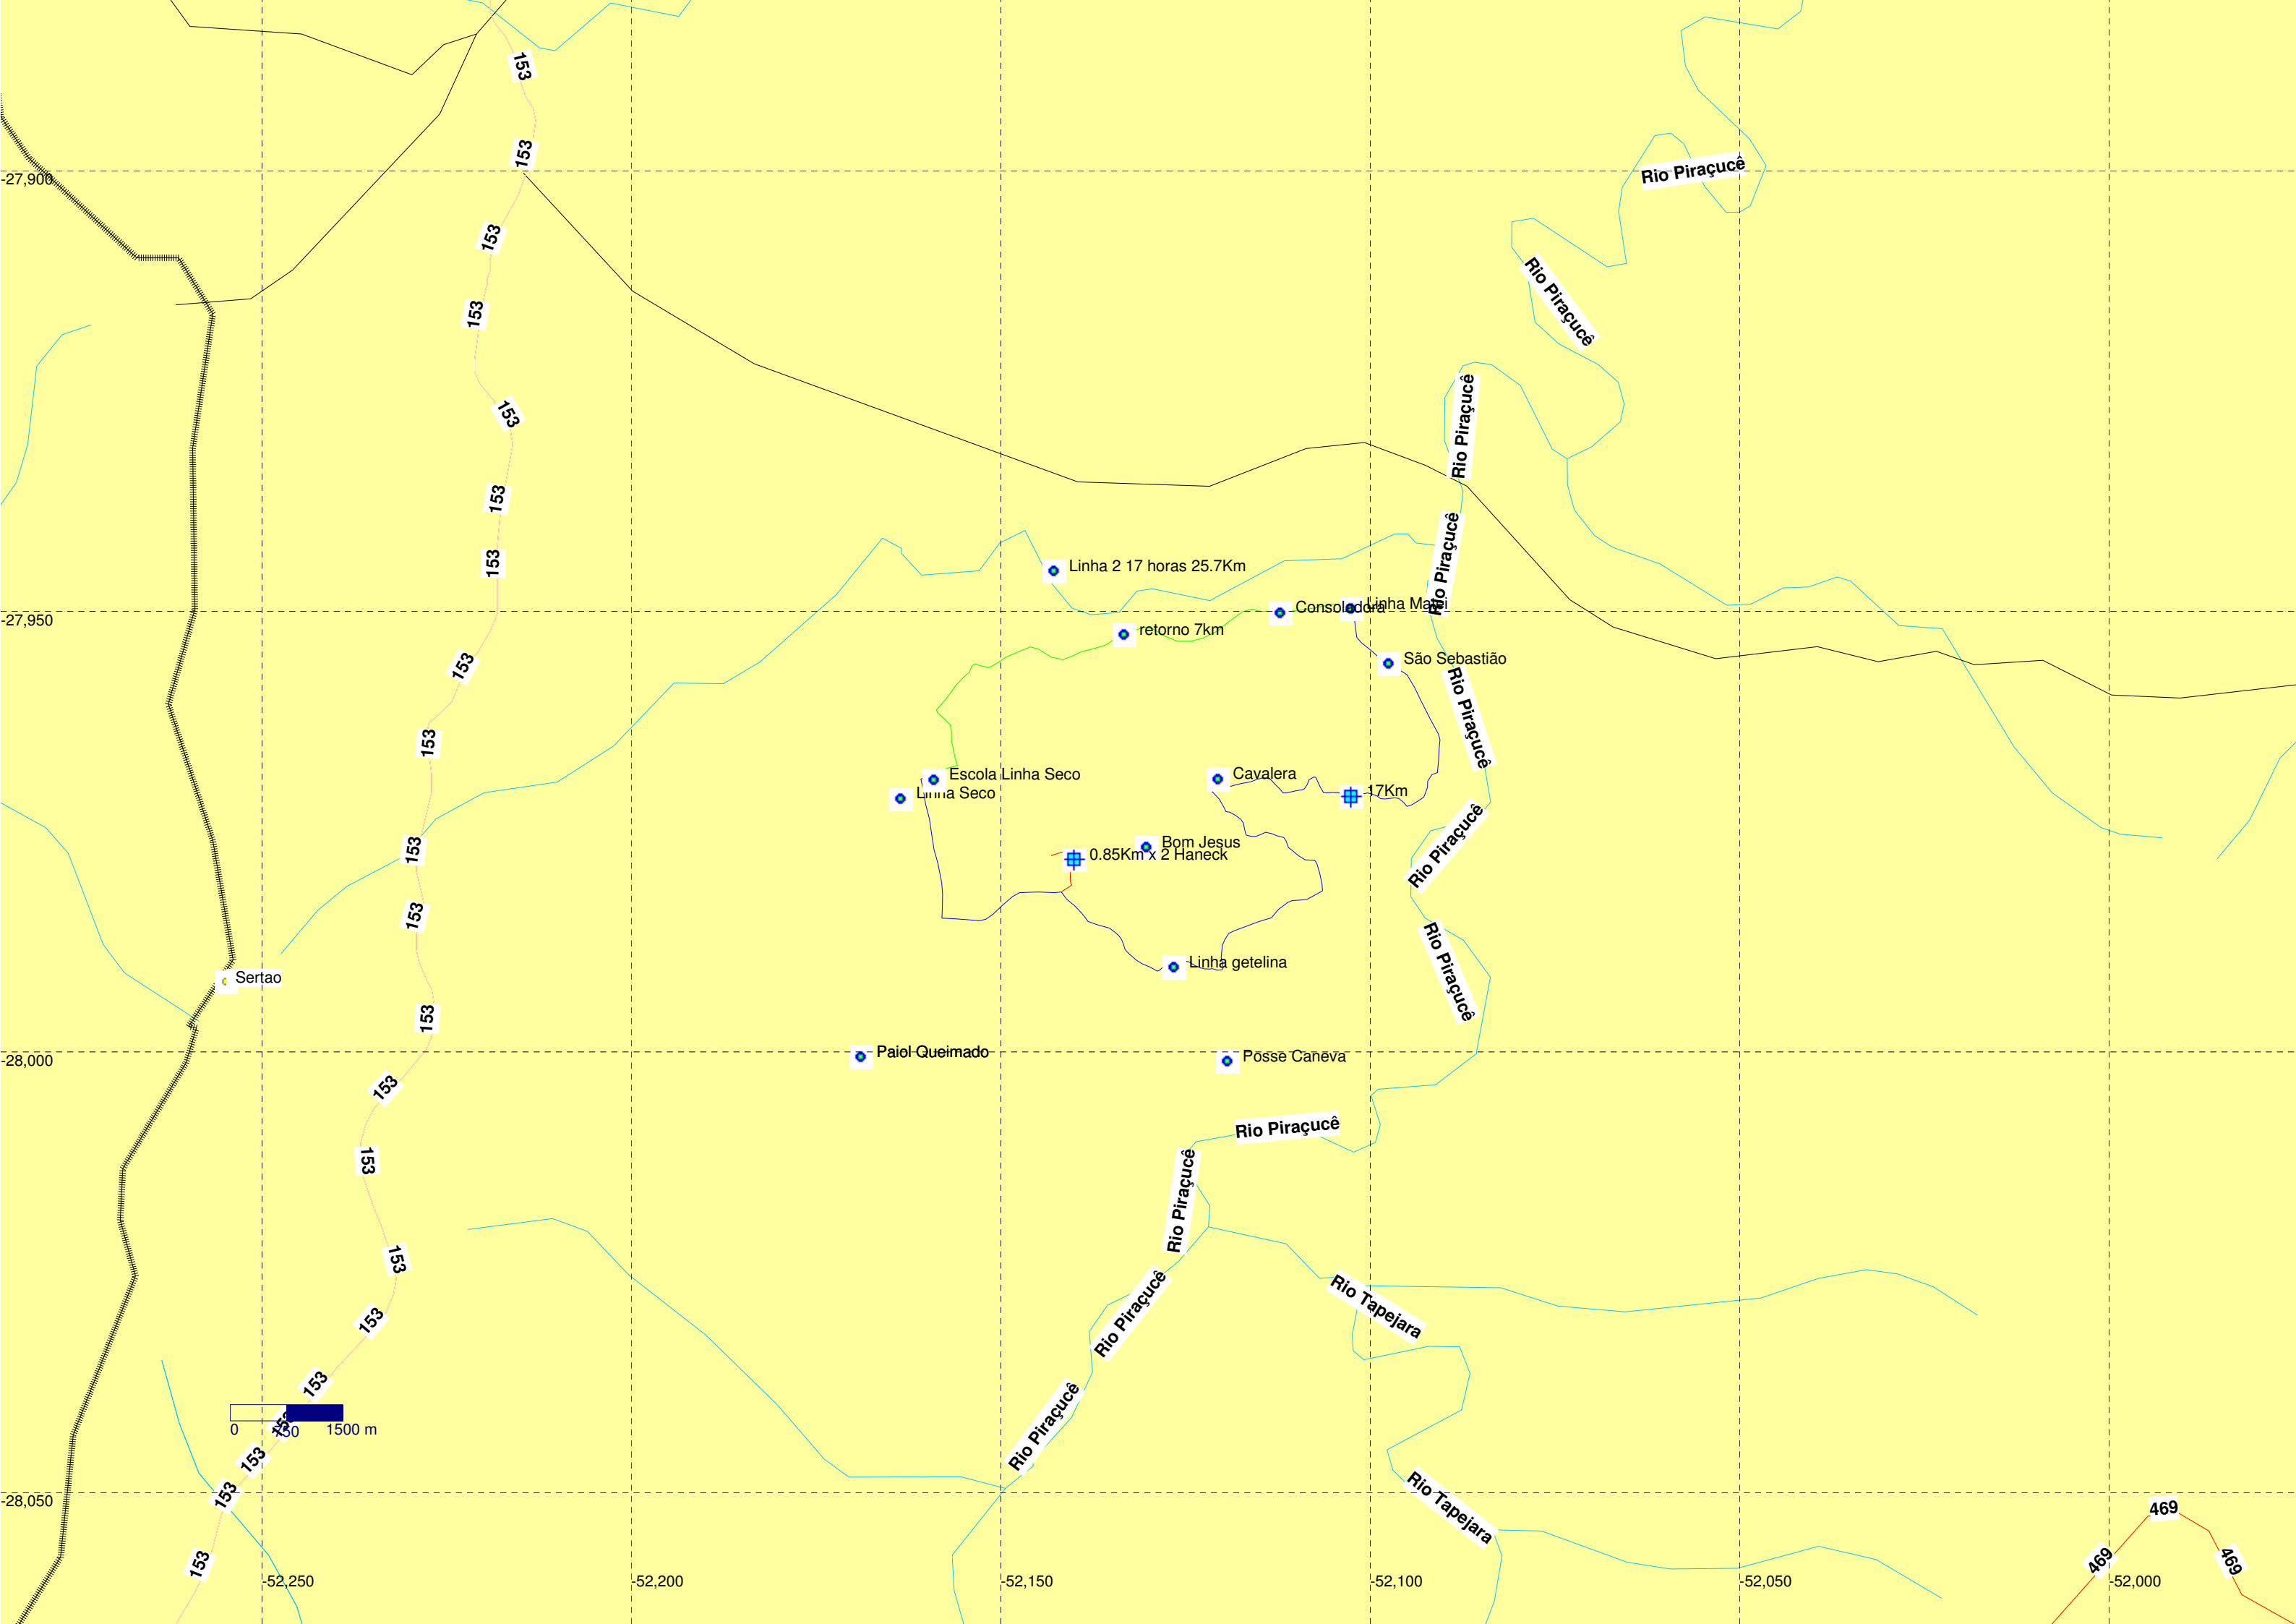 153
153
-27,900
Rio Piraçucê
153
Rio Piraçucê
153
153
Rio Piraçucê
153
153
Rio Piraçucê
Linha 2 17 horas 25.7Km
Consoladora
Linha Matei
-27,950
retorno 7km
153
São Sebastião
Rio Piraçucê
153
Escola Linha Seco
Cavalera
Linha Seco
17Km
Rio Piraçucê
153
Bom Jesus
0.85Km x 2 Haneck
153
Rio Piraçucê
Linha getelina
Sertao
153
-28,000
Paiol Queimado
Posse Caneva
153
Rio Piraçucê
153
Rio Piraçucê
153
Rio Piraçucê
Rio Tapejara
153
153
Rio Piraçucê
153
0
750
1500 m
153
153
-28,050
Rio Tapejara
469
153
469
469
-52,250
-52,200
-52,150
-52,100
-52,050
-52,000